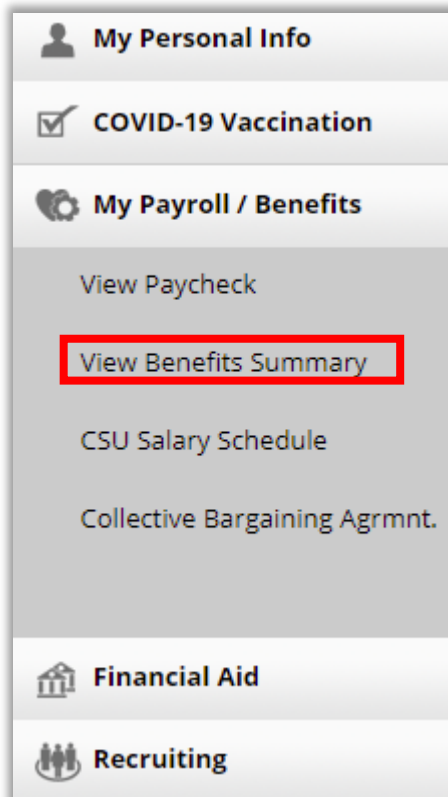 My Personal Info
COVID-19 Vaccination
My Payroll / Benefits
View Paycheck
View Benefits Summary
CSU Salary Schedule
Collective Bargaining Agrmnt.
Financial Aid
Recruiting